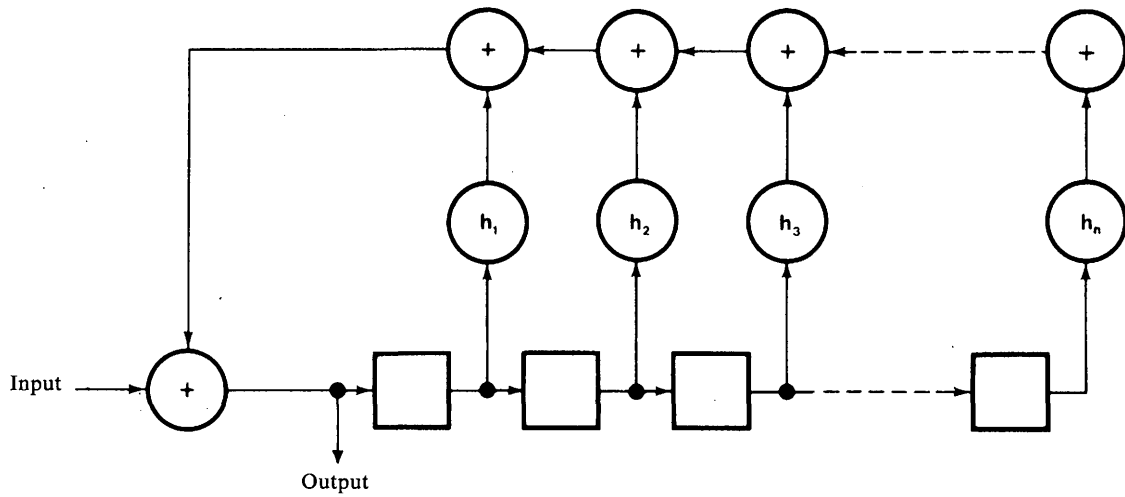 + + + +
h₁ h₂ h₃ hₙ
Input +
Output